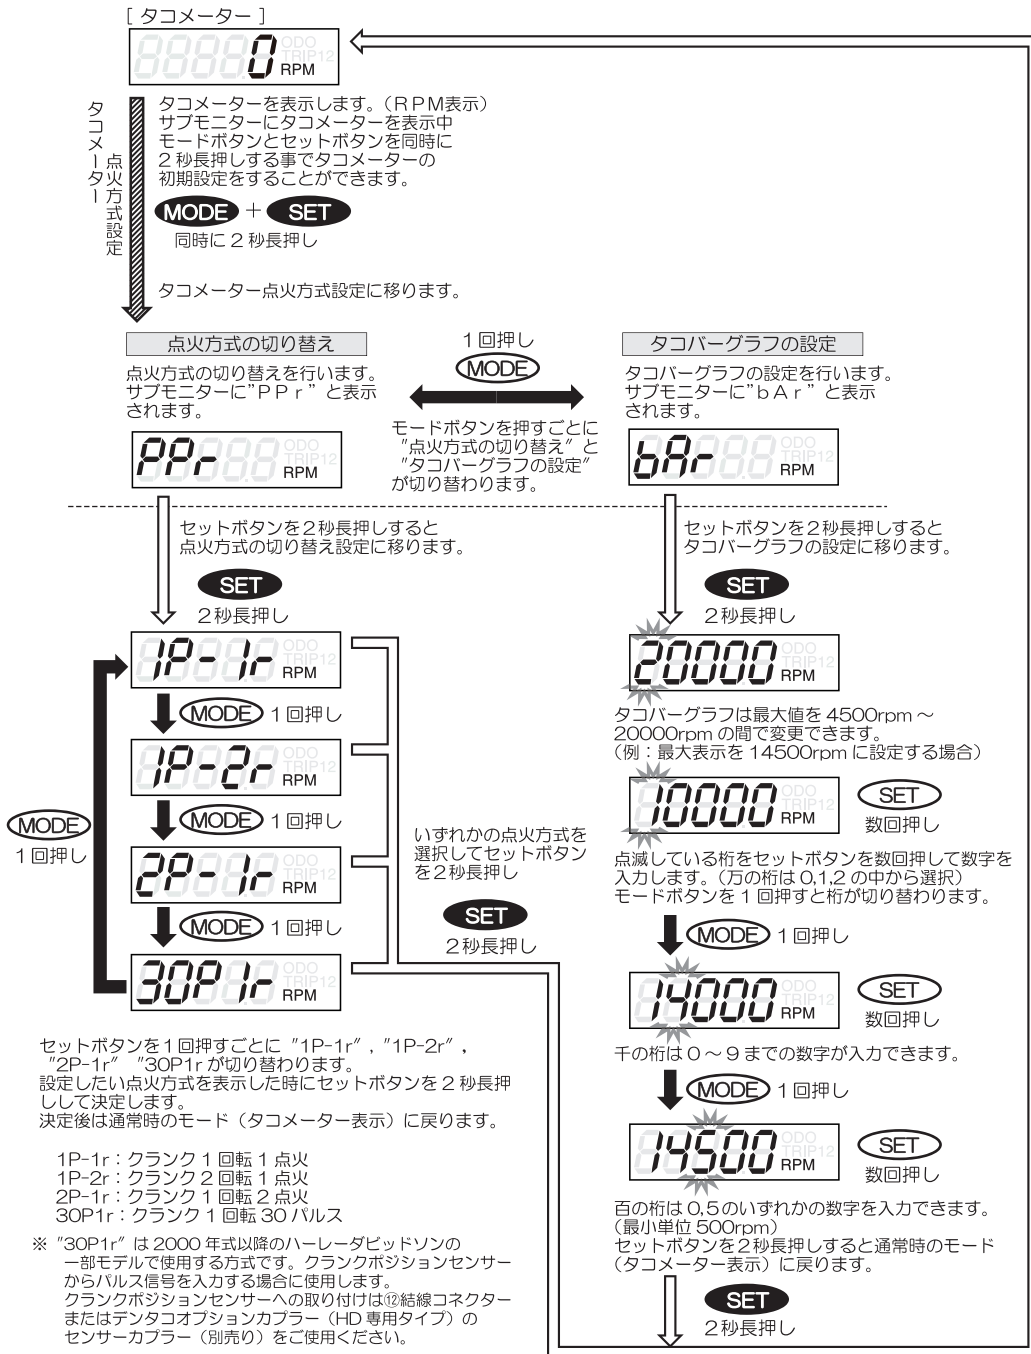 [ タコメーター ]
0
ODO
TRIP12
RPM
タコメーター
点火方式設定
タコメーターを表示します。（ＲＰＭ表示）
サブモニターにタコメーターを表示中
モードボタンとセットボタンを同時に
２秒長押しする事でタコメーターの
初期設定をすることができます。
MODE + SET
同時に２秒長押し
タコメーター点火方式設定に移ります。
点火方式の切り替え
点火方式の切り替えを行います。
サブモニターに”ＰＰｒ”と表示
されます。
PPr
ODO
TRIP12
RPM
1回押し
MODE
モードボタンを押すごとに
”点火方式の切り替え”と
”タコバーグラフの設定”
が切り替わります。
タコバーグラフの設定
タコバーグラフの設定を行います。
サブモニターに”ｂＡｒ”と表示
されます。
bAr
ODO
TRIP12
RPM
セットボタンを２秒長押しすると
点火方式の切り替え設定に移ります。
SET
２秒長押し
1P-1r
ODO
TRIP12
RPM
MODE 1回押し
1P-2r
ODO
TRIP12
RPM
MODE 1回押し
2P-1r
ODO
TRIP12
RPM
MODE 1回押し
30P1r
ODO
TRIP12
RPM
MODE
1回押し
いずれかの点火方式を
選択してセットボタン
を２秒長押し
SET
２秒長押し
セットボタンを１回押すごとに ”1P-1r”，”1P-2r”，
”2P-1r” ”30P1r が切り替わります。
設定したい点火方式を表示した時にセットボタンを２秒長押
しして決定します。
決定後は通常時のモード（タコメーター表示）に戻ります。
1P-1r：クランク１回転１点火
1P-2r：クランク２回転１点火
2P-1r：クランク１回転２点火
30P1r：クランク１回転30パルス
※ ”30P1r” は2000年式以降のハーレーダビッドソンの
一部モデルで使用する方式です。クランクポジションセンサー
からパルス信号を入力する場合に使用します。
クランクポジションセンサーへの取り付けは⑫結線コネクター
またはデンタコオプションカプラー（HD専用タイプ）の
センサーカプラー（別売り）をご使用ください。
セットボタンを２秒長押しすると
タコバーグラフの設定に移ります。
SET
２秒長押し
20000
ODO
TRIP12
RPM
タコバーグラフは最大値を4500rpm～
20000rpmの間で変更できます。
（例：最大表示を14500rpmに設定する場合）
10000
ODO
TRIP12
RPM
SET
数回押し
点滅している桁をセットボタンを数回押して数字を
入力します。（万の桁は0,1,2の中から選択）
モードボタンを1回押すと桁が切り替わります。
MODE 1回押し
14000
ODO
TRIP12
RPM
SET
数回押し
千の桁は０～９までの数字が入力できます。
MODE 1回押し
14500
ODO
TRIP12
RPM
SET
数回押し
百の桁は0,5のいずれかの数字を入力できます。
（最小単位500rpm）
セットボタンを２秒長押しすると通常時のモード
（タコメーター表示）に戻ります。
SET
２秒長押し